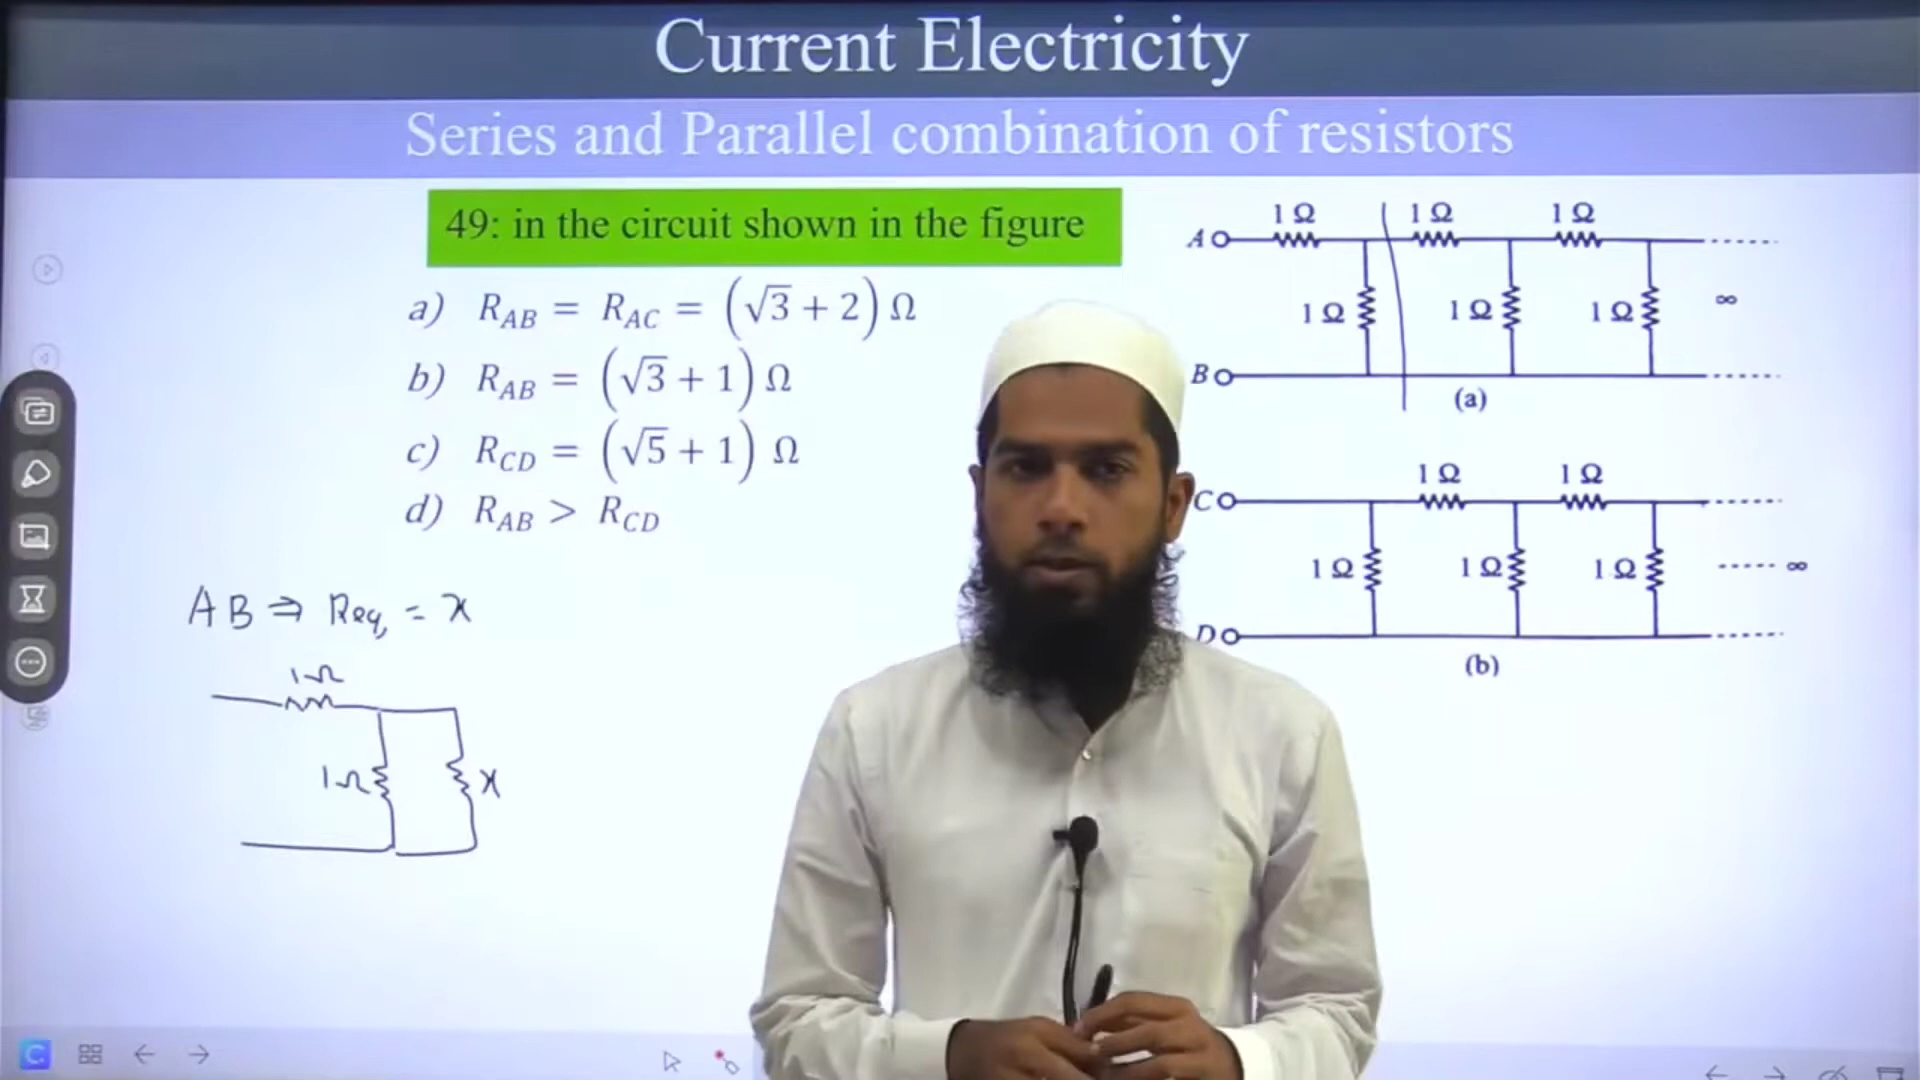 Current Electricity
Series and Parallel combination of resistors
49: in the circuit shown in the figure
a) R_AB = R_AC = (√3 + 2) Ω
b) R_AB = (√3 + 1) Ω
c) R_CD = (√5 + 1) Ω
d) R_AB > R_CD
AB ⇒ Req, = x
1Ω
1Ω x
1 Ω 1 Ω 1 Ω
A
1 Ω 1 Ω 1 Ω ∞
B
(a)
1 Ω 1 Ω
C
1 Ω 1 Ω 1 Ω ...... ∞
D
(b)
C